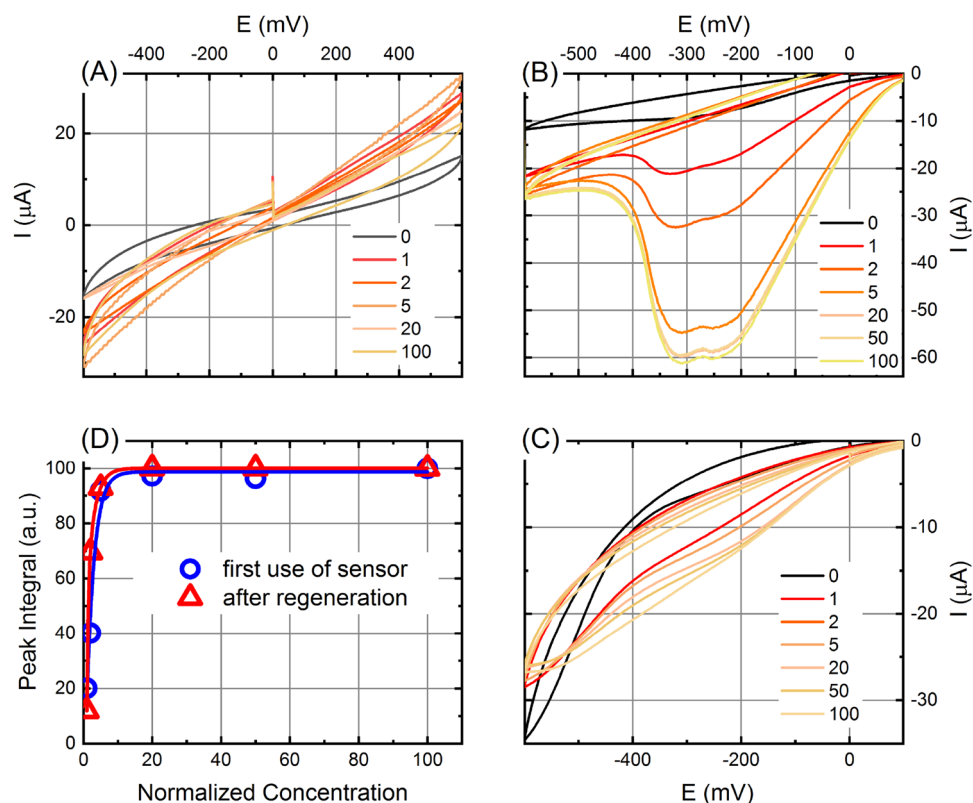 E (mV)
-400 -200 0 200 400
(A)
20
0
-20
I (μA)
0
1
2
5
20
100
E (mV)
-500 -400 -300 -200 -100 0
(B)
0
-10
-20
-30
-40
-50
-60
I (μA)
0
1
2
5
20
50
100
(D)
100
80
60
40
20
0
Peak Integral (a.u.)
first use of sensor
after regeneration
0 20 40 60 80 100
Normalized Concentration
(C)
0
-10
-20
-30
I (μA)
0
1
2
5
20
50
100
-400 -200 0
E (mV)